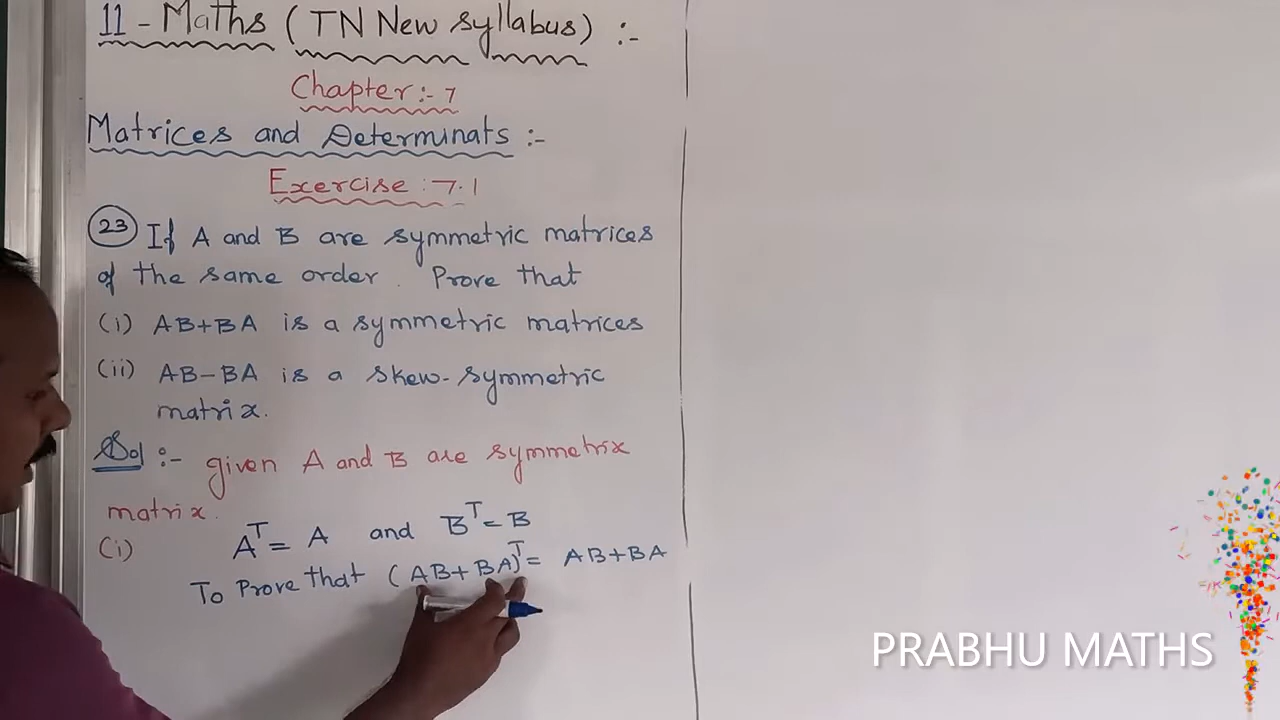 11 - Maths (TN New syllabus) :-
Chapter :- 7
Matrices and Determinats :-
Exercise : 7.1
23 If A and B are symmetric matrices
of the same order. Prove that
(i) AB+BA is a symmetric matrices
(ii) AB-BA is a skew-symmetric
matrix.
Sol :- given A and B are symmetrix
matrix.
(i) Aᵀ = A and Bᵀ = B
To Prove that (AB+BA)ᵀ = AB+BA
PRABHU MATHS